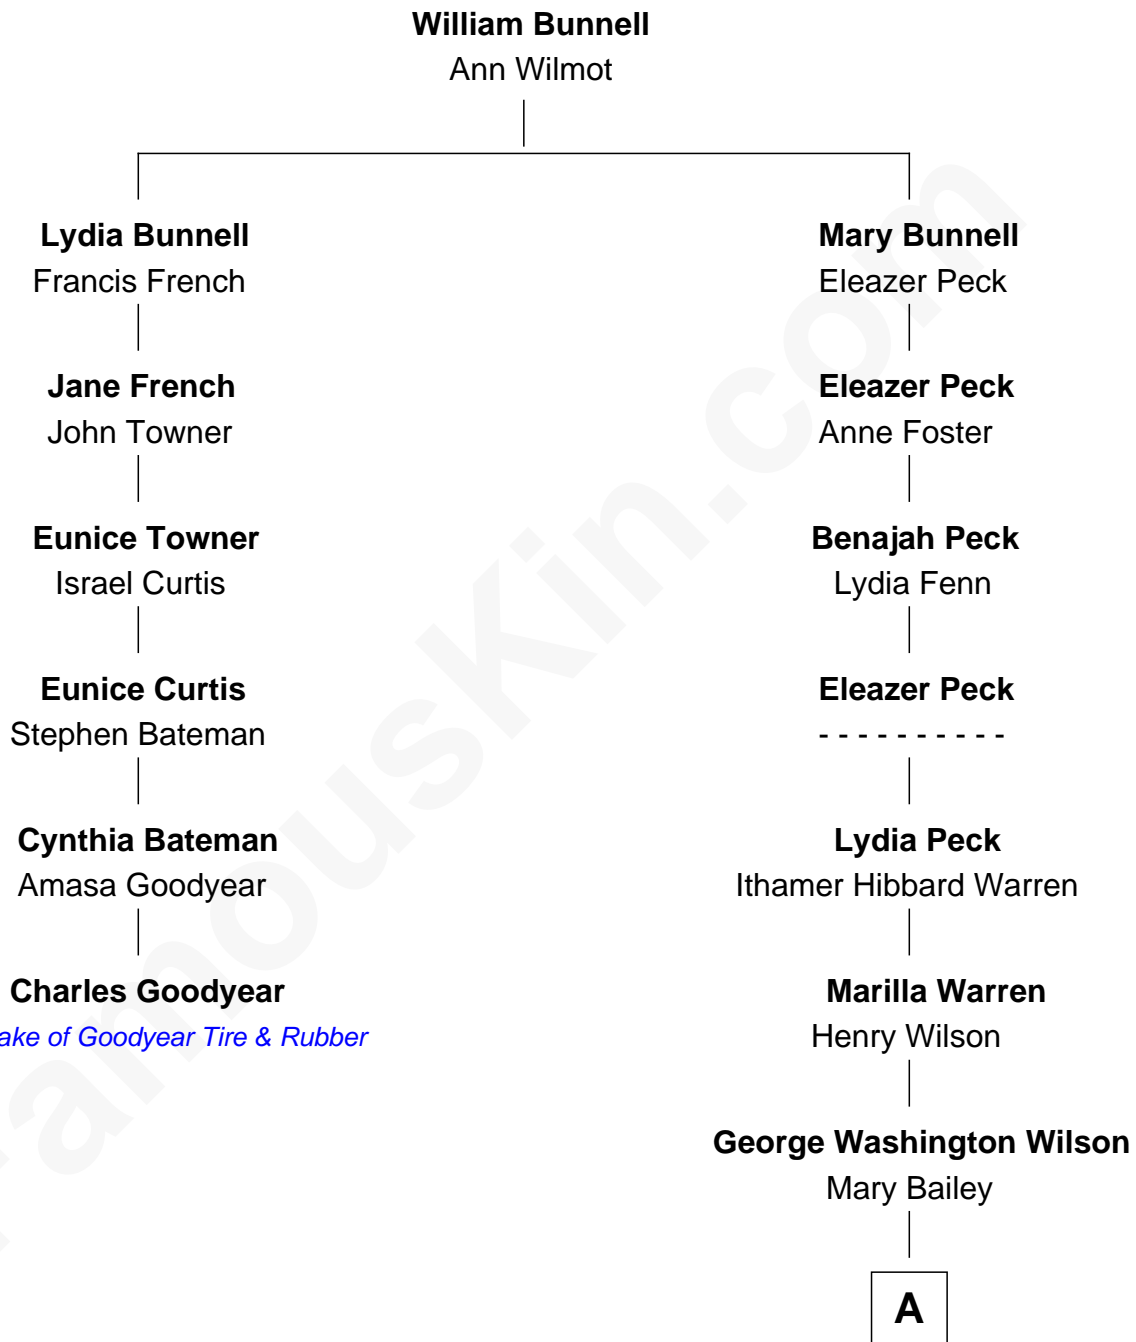 William Bunnell
Ann Wilmot
Lydia Bunnell
Francis French
Mary Bunnell
Eleazer Peck
Jane French
John Towner
Eleazer Peck
Anne Foster
Eunice Towner
Israel Curtis
Benajah Peck
Lydia Fenn
Eunice Curtis
Stephen Bateman
Eleazer Peck
- - - - - - - - - -
Cynthia Bateman
Amasa Goodyear
Lydia Peck
Ithamer Hibbard Warren
Charles Goodyear
of Goodyear Tire & Rubber
Marilla Warren
Henry Wilson
George Washington Wilson
Mary Bailey
A
FamousKin.com